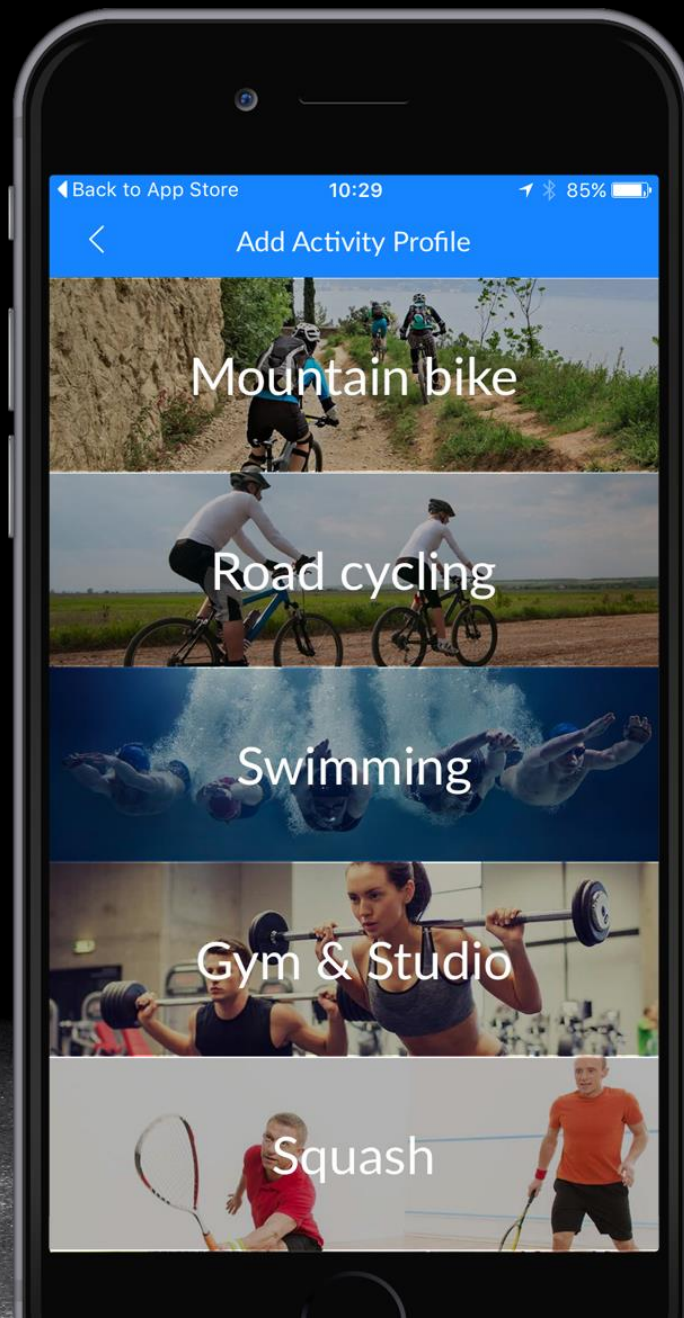 Back to App Store 10:29 85%
Add Activity Profile
Mountain bike
Road cycling
Swimming
Gym & Studio
Squash